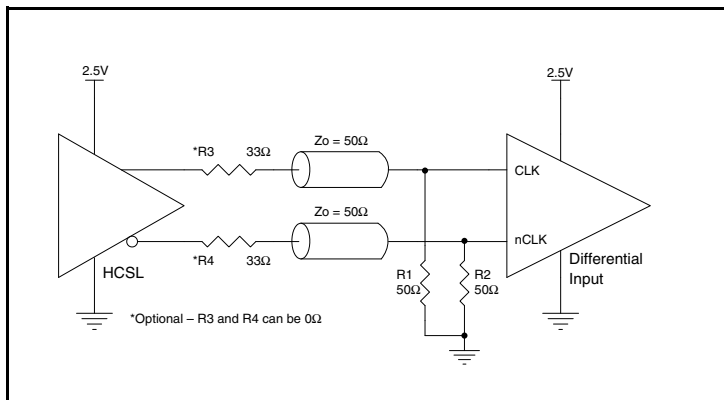 2.5V
2.5V
*R3 33Ω
Zo = 50Ω
CLK
Zo = 50Ω
nCLK
*R4 33Ω
HCSL
R1
50Ω
R2
50Ω
Differential
Input
*Optional – R3 and R4 can be 0Ω